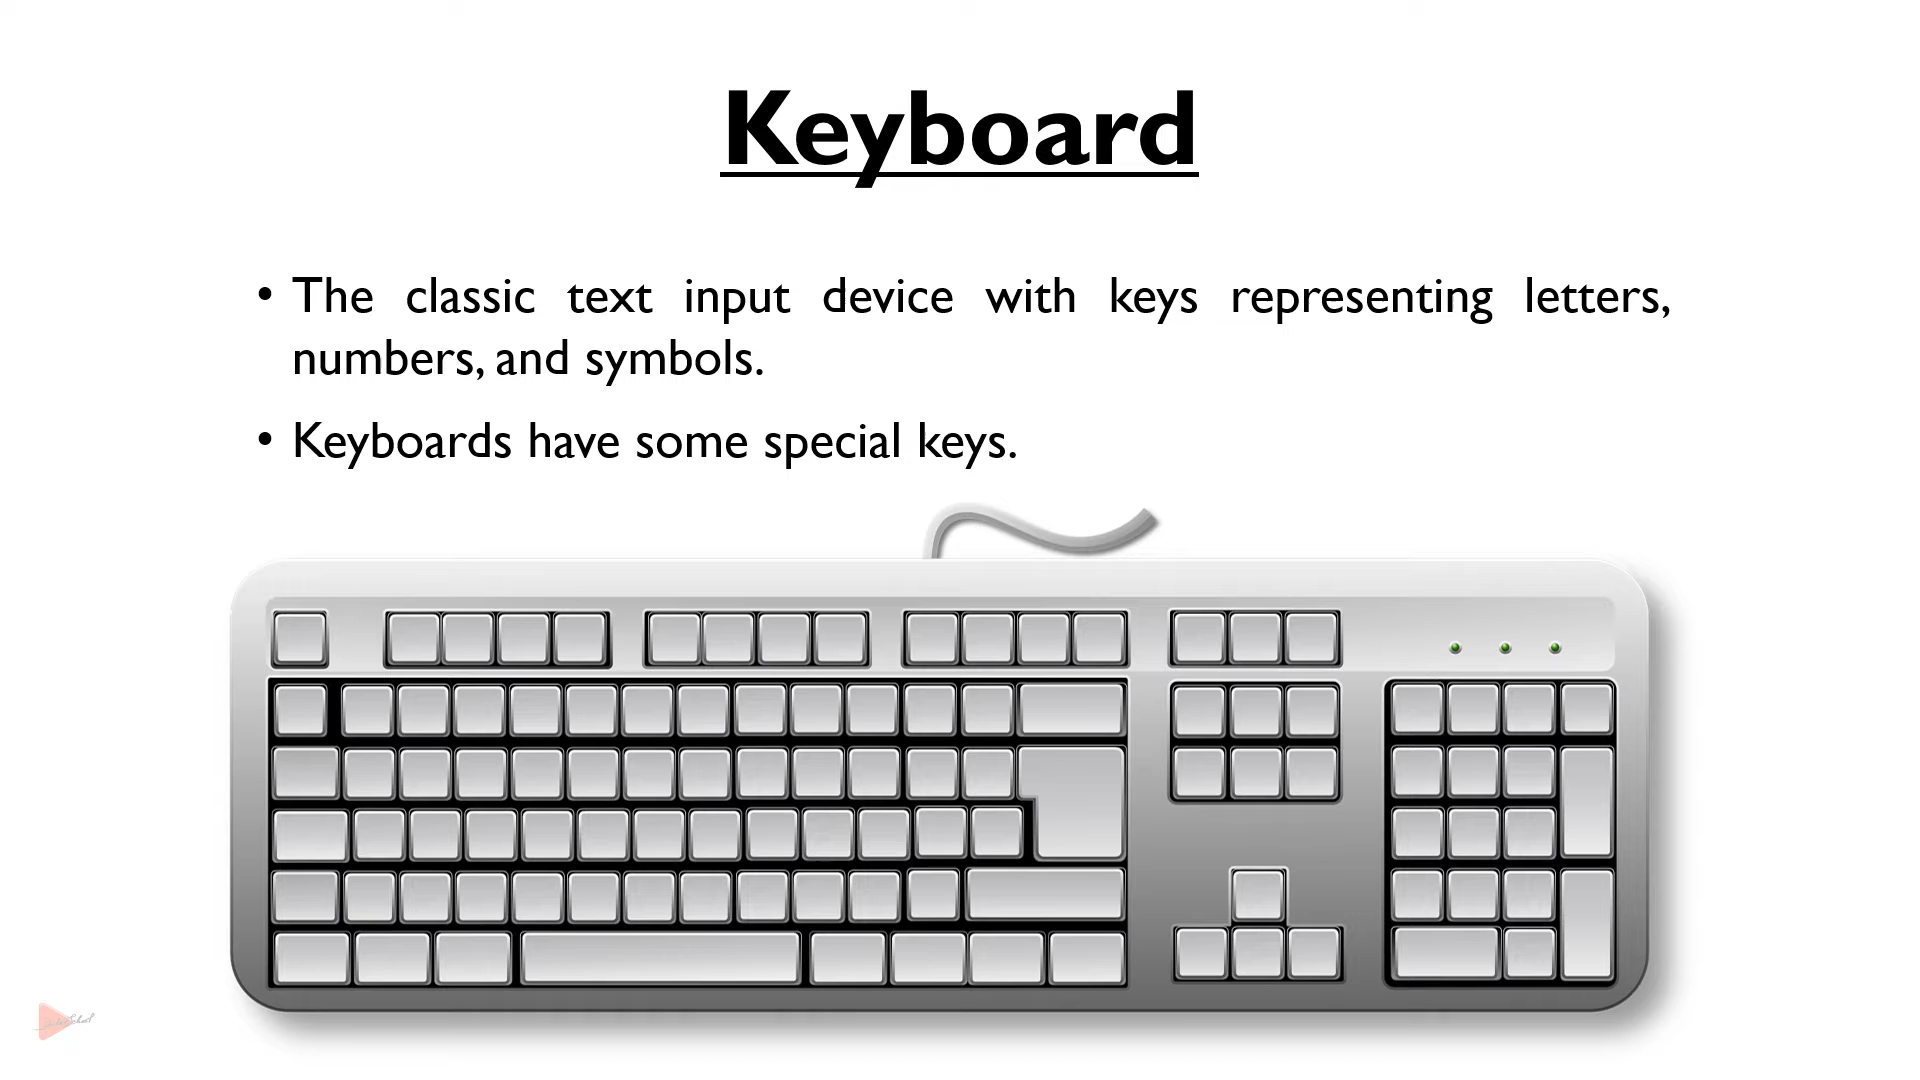 Keyboard
• The classic text input device with keys representing letters,
numbers, and symbols.
• Keyboards have some special keys.